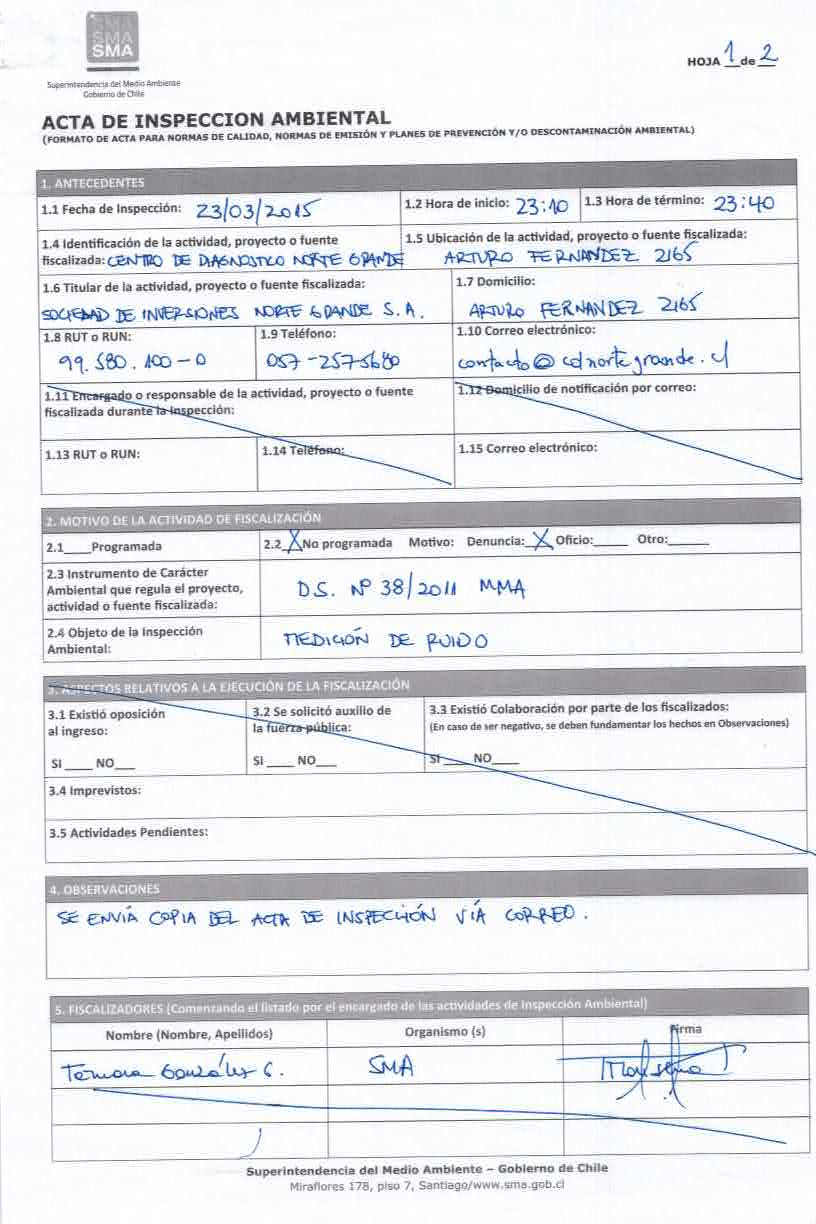 SMA
SMA
SMA
HOJA 1 de 2
Superintendencia del Medio Ambiente
Gobierno de Chile
ACTA DE INSPECCION AMBIENTAL
(FORMATO DE ACTA PARA NORMAS DE CALIDAD, NORMAS DE EMISIÓN Y PLANES DE PREVENCIÓN Y/O DESCONTAMINACIÓN AMBIENTAL)
1. ANTECEDENTES
1.1 Fecha de Inspección: 23/03/2015
1.2 Hora de inicio: 23:10
1.3 Hora de término: 23:40
1.4 Identificación de la actividad, proyecto o fuente
fiscalizada: CENTRO DE DIAGNOSTICO NORTE GRANDE
1.5 Ubicación de la actividad, proyecto o fuente fiscalizada:
ARTURO FERNANDEZ 2165
1.6 Titular de la actividad, proyecto o fuente fiscalizada:
SOCIEDAD DE INVERSIONES NORTE GRANDE S.A.
1.7 Domicilio:
ARTURO FERNANDEZ 2165
1.8 RUT o RUN:
99.580.100-0
1.9 Teléfono:
057-2575680
1.10 Correo electrónico:
contacto@cdnortegrande.cl
1.11 Encargado o responsable de la actividad, proyecto o fuente
fiscalizada durante la Inspección:
1.12 Domicilio de notificación por correo:
1.13 RUT o RUN:
1.14 Teléfono:
1.15 Correo electrónico:
2. MOTIVO DE LA ACTIVIDAD DE FISCALIZACIÓN
2.1____Programada
2.2 X No programada Motivo: Denuncia: X Oficio:_____ Otro:______
2.3 Instrumento de Carácter
Ambiental que regula el proyecto,
actividad o fuente fiscalizada:
D.S. Nº 38/2011 MMA
2.4 Objeto de la Inspección
Ambiental:
MEDICIÓN DE RUIDO
3. ASPECTOS RELATIVOS A LA EJECUCIÓN DE LA FISCALIZACIÓN
3.1 Existió oposición
al ingreso:
SI ____ NO___
3.2 Se solicitó auxilio de
la fuerza pública:
SI ____ NO___
3.3 Existió Colaboración por parte de los fiscalizados:
(En caso de ser negativo, se deben fundamentar los hechos en Observaciones)
SI ____ NO____
3.4 Imprevistos:
3.5 Actividades Pendientes:
4. OBSERVACIONES
SE ENVÍA COPIA DEL ACTA DE INSPECCIÓN VÍA CORREO.
5. FISCALIZADORES (Comenzando el listado por el encargado de las actividades de Inspección Ambiental)
Nombre (Nombre, Apellidos)
Organismo (s)
Firma
Tamara González G.
SMA
Superintendencia del Medio Ambiente – Gobierno de Chile
Miraflores 178, piso 7, Santiago/www.sma.gob.cl